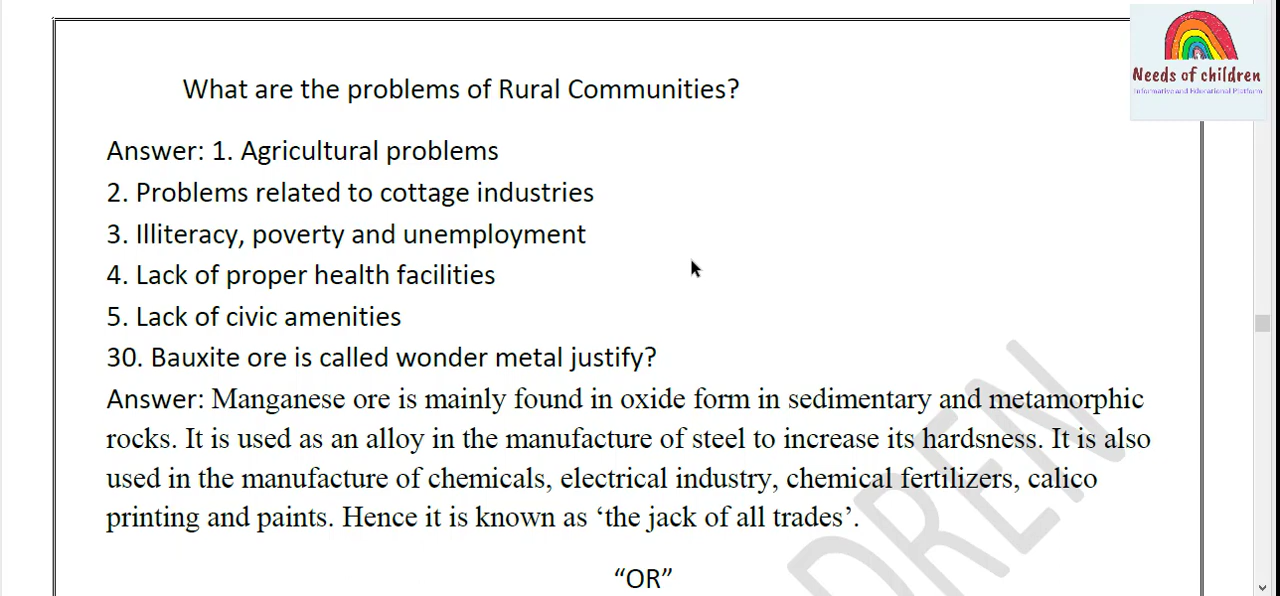 Needs of children
Informative and Educational Platform
What are the problems of Rural Communities?
Answer: 1. Agricultural problems
2. Problems related to cottage industries
3. Illiteracy, poverty and unemployment
4. Lack of proper health facilities
5. Lack of civic amenities
30. Bauxite ore is called wonder metal justify?
Answer: Manganese ore is mainly found in oxide form in sedimentary and metamorphic
rocks. It is used as an alloy in the manufacture of steel to increase its hardsness. It is also
used in the manufacture of chemicals, electrical industry, chemical fertilizers, calico
printing and paints. Hence it is known as ‘the jack of all trades’.
“OR”
DREN